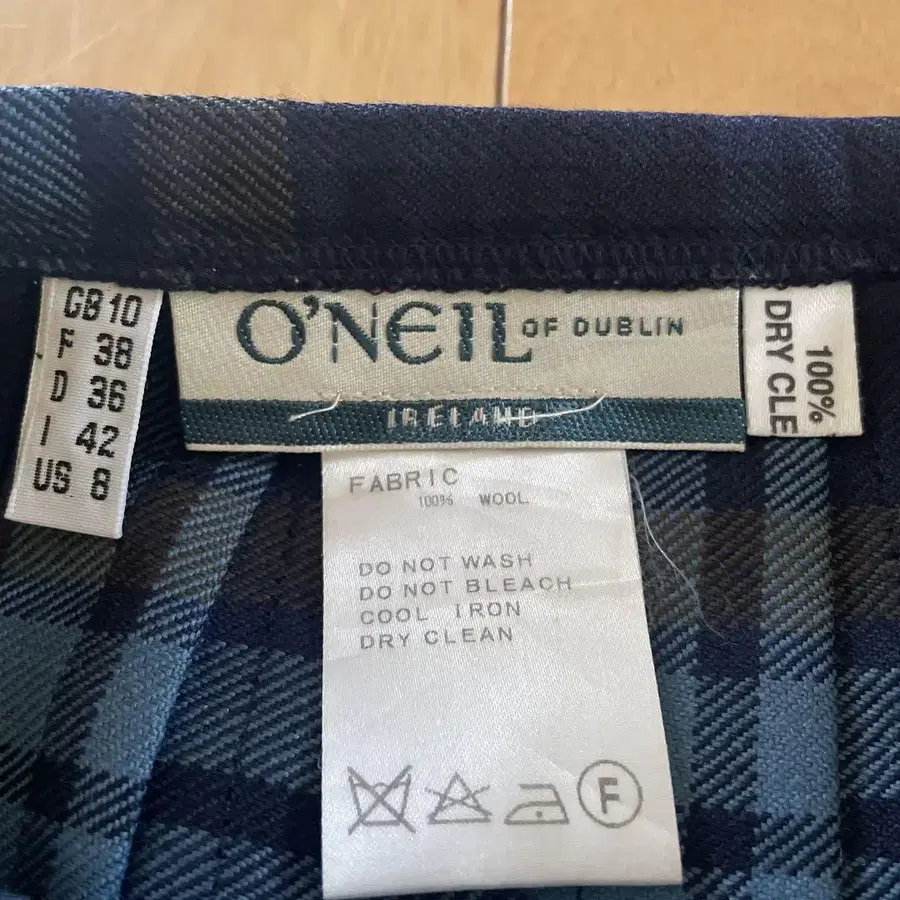 GB 10
F 38
D 36
I 42
US 8
O'NEIL OF DUBLIN
IRELAND
100%
DRY CLE
FABRIC
100% WOOL
DO NOT WASH
DO NOT BLEACH
COOL IRON
DRY CLEAN
F